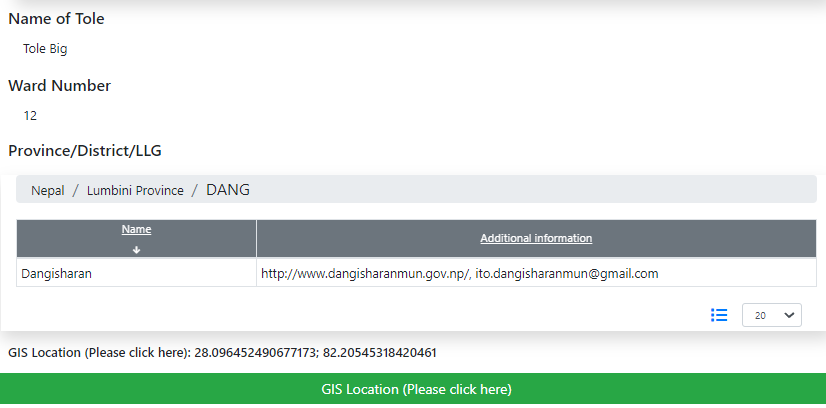 Name of Tole
Tole Big
Ward Number
12
Province/District/LLG
Nepal / Lumbini Province / DANG
Name Additional information
Dangisharan http://www.dangisharanmun.gov.np/, ito.dangisharanmun@gmail.com
20
GIS Location (Please click here): 28.096452490677173; 82.20545318420461
GIS Location (Please click here)